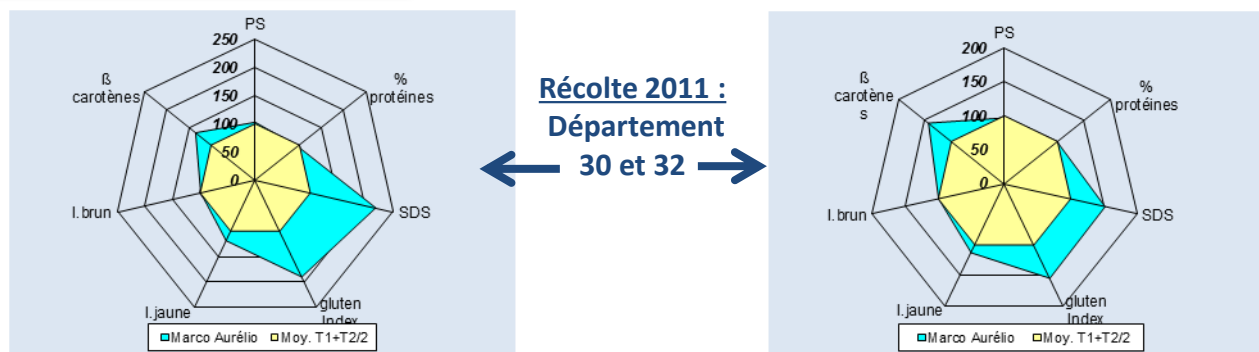 PS
250
200
150
100
50
0
ß
carotènes
%
protéines
I.brun
SDS
I.jaune
gluten
Index
Marco Aurélio
Moy. T1+T2/2
Récolte 2011 :
Département
30 et 32
PS
200
150
100
50
0
ß
carotène
s
%
protéines
I.brun
SDS
I.jaune
gluten
Index
Marco Aurélio
Moy. T1+T2/2